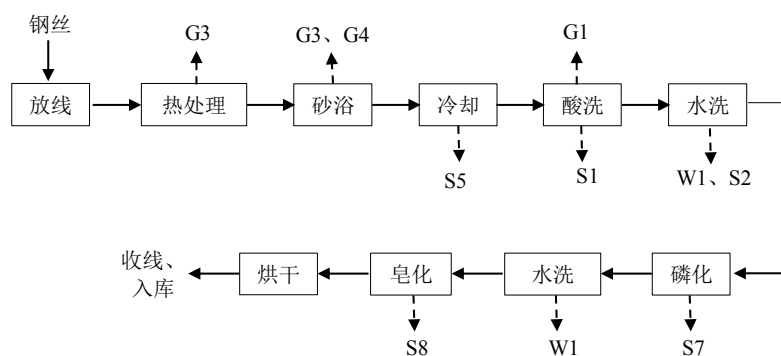 钢丝
G3
G3、G4
G1
放线
热处理
砂浴
冷却
酸洗
水洗
S5
S1
W1、S2
收线、
入库
烘干
皂化
水洗
磷化
S8
W1
S7